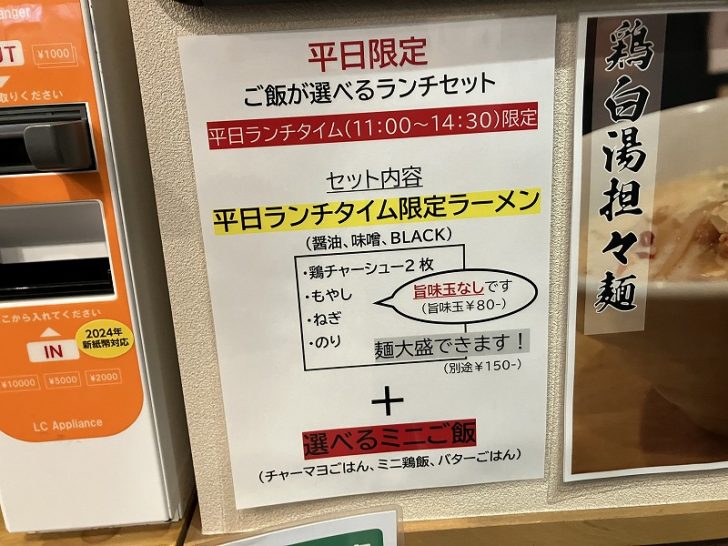 anger
UT
¥1000
取りください
こから入れてください
IN
2024年
新紙幣対応
¥10000
¥5000
¥2000
LC Appliance
平日限定
ご飯が選べるランチセット
平日ランチタイム(11:00～14:30)限定
セット内容
平日ランチタイム限定ラーメン
(醤油、味噌、BLACK)
・鶏チャーシュー2枚
・もやし
・ねぎ
・のり
旨味玉なしです
(旨味玉¥80-)
麺大盛できます！
(別途¥150-)
＋
選べるミニご飯
(チャーマヨごはん、ミニ鶏飯、バターごはん)
鶏白湯担々麺